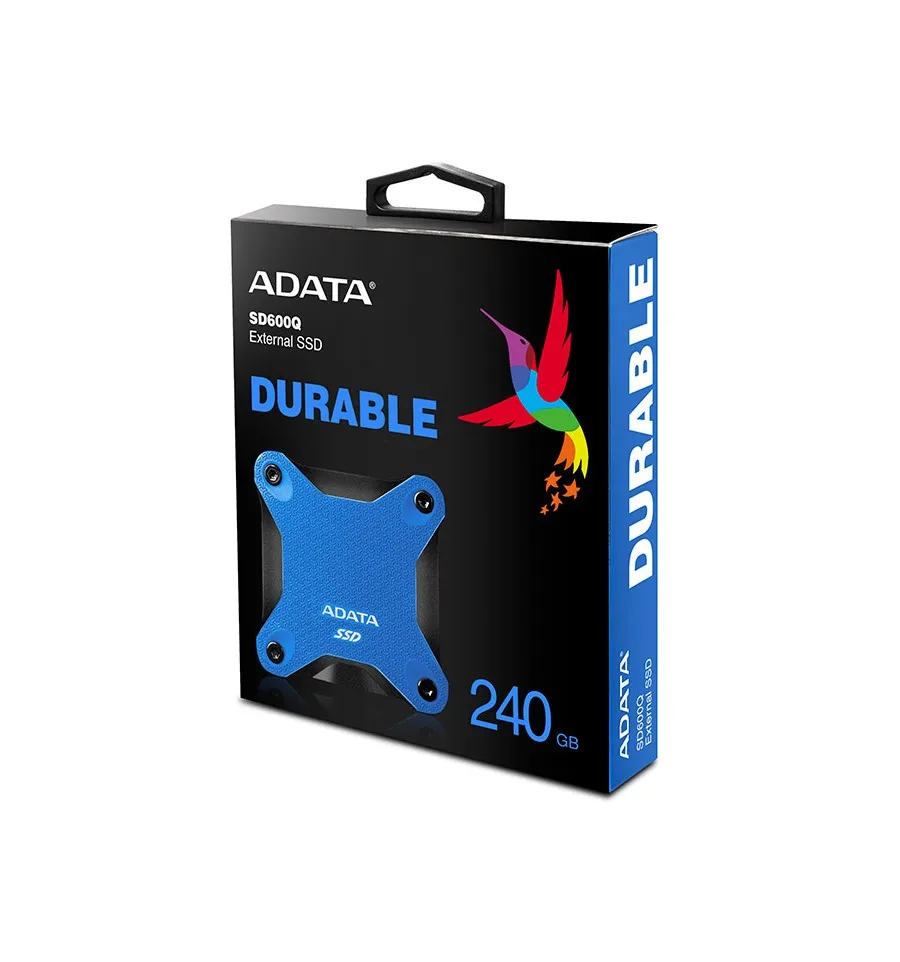 ADATA®
SD600Q
External SSD
DURABLE
ADATA
SSD
240 GB
DURABLE
ADATA®
SD600Q
External SSD